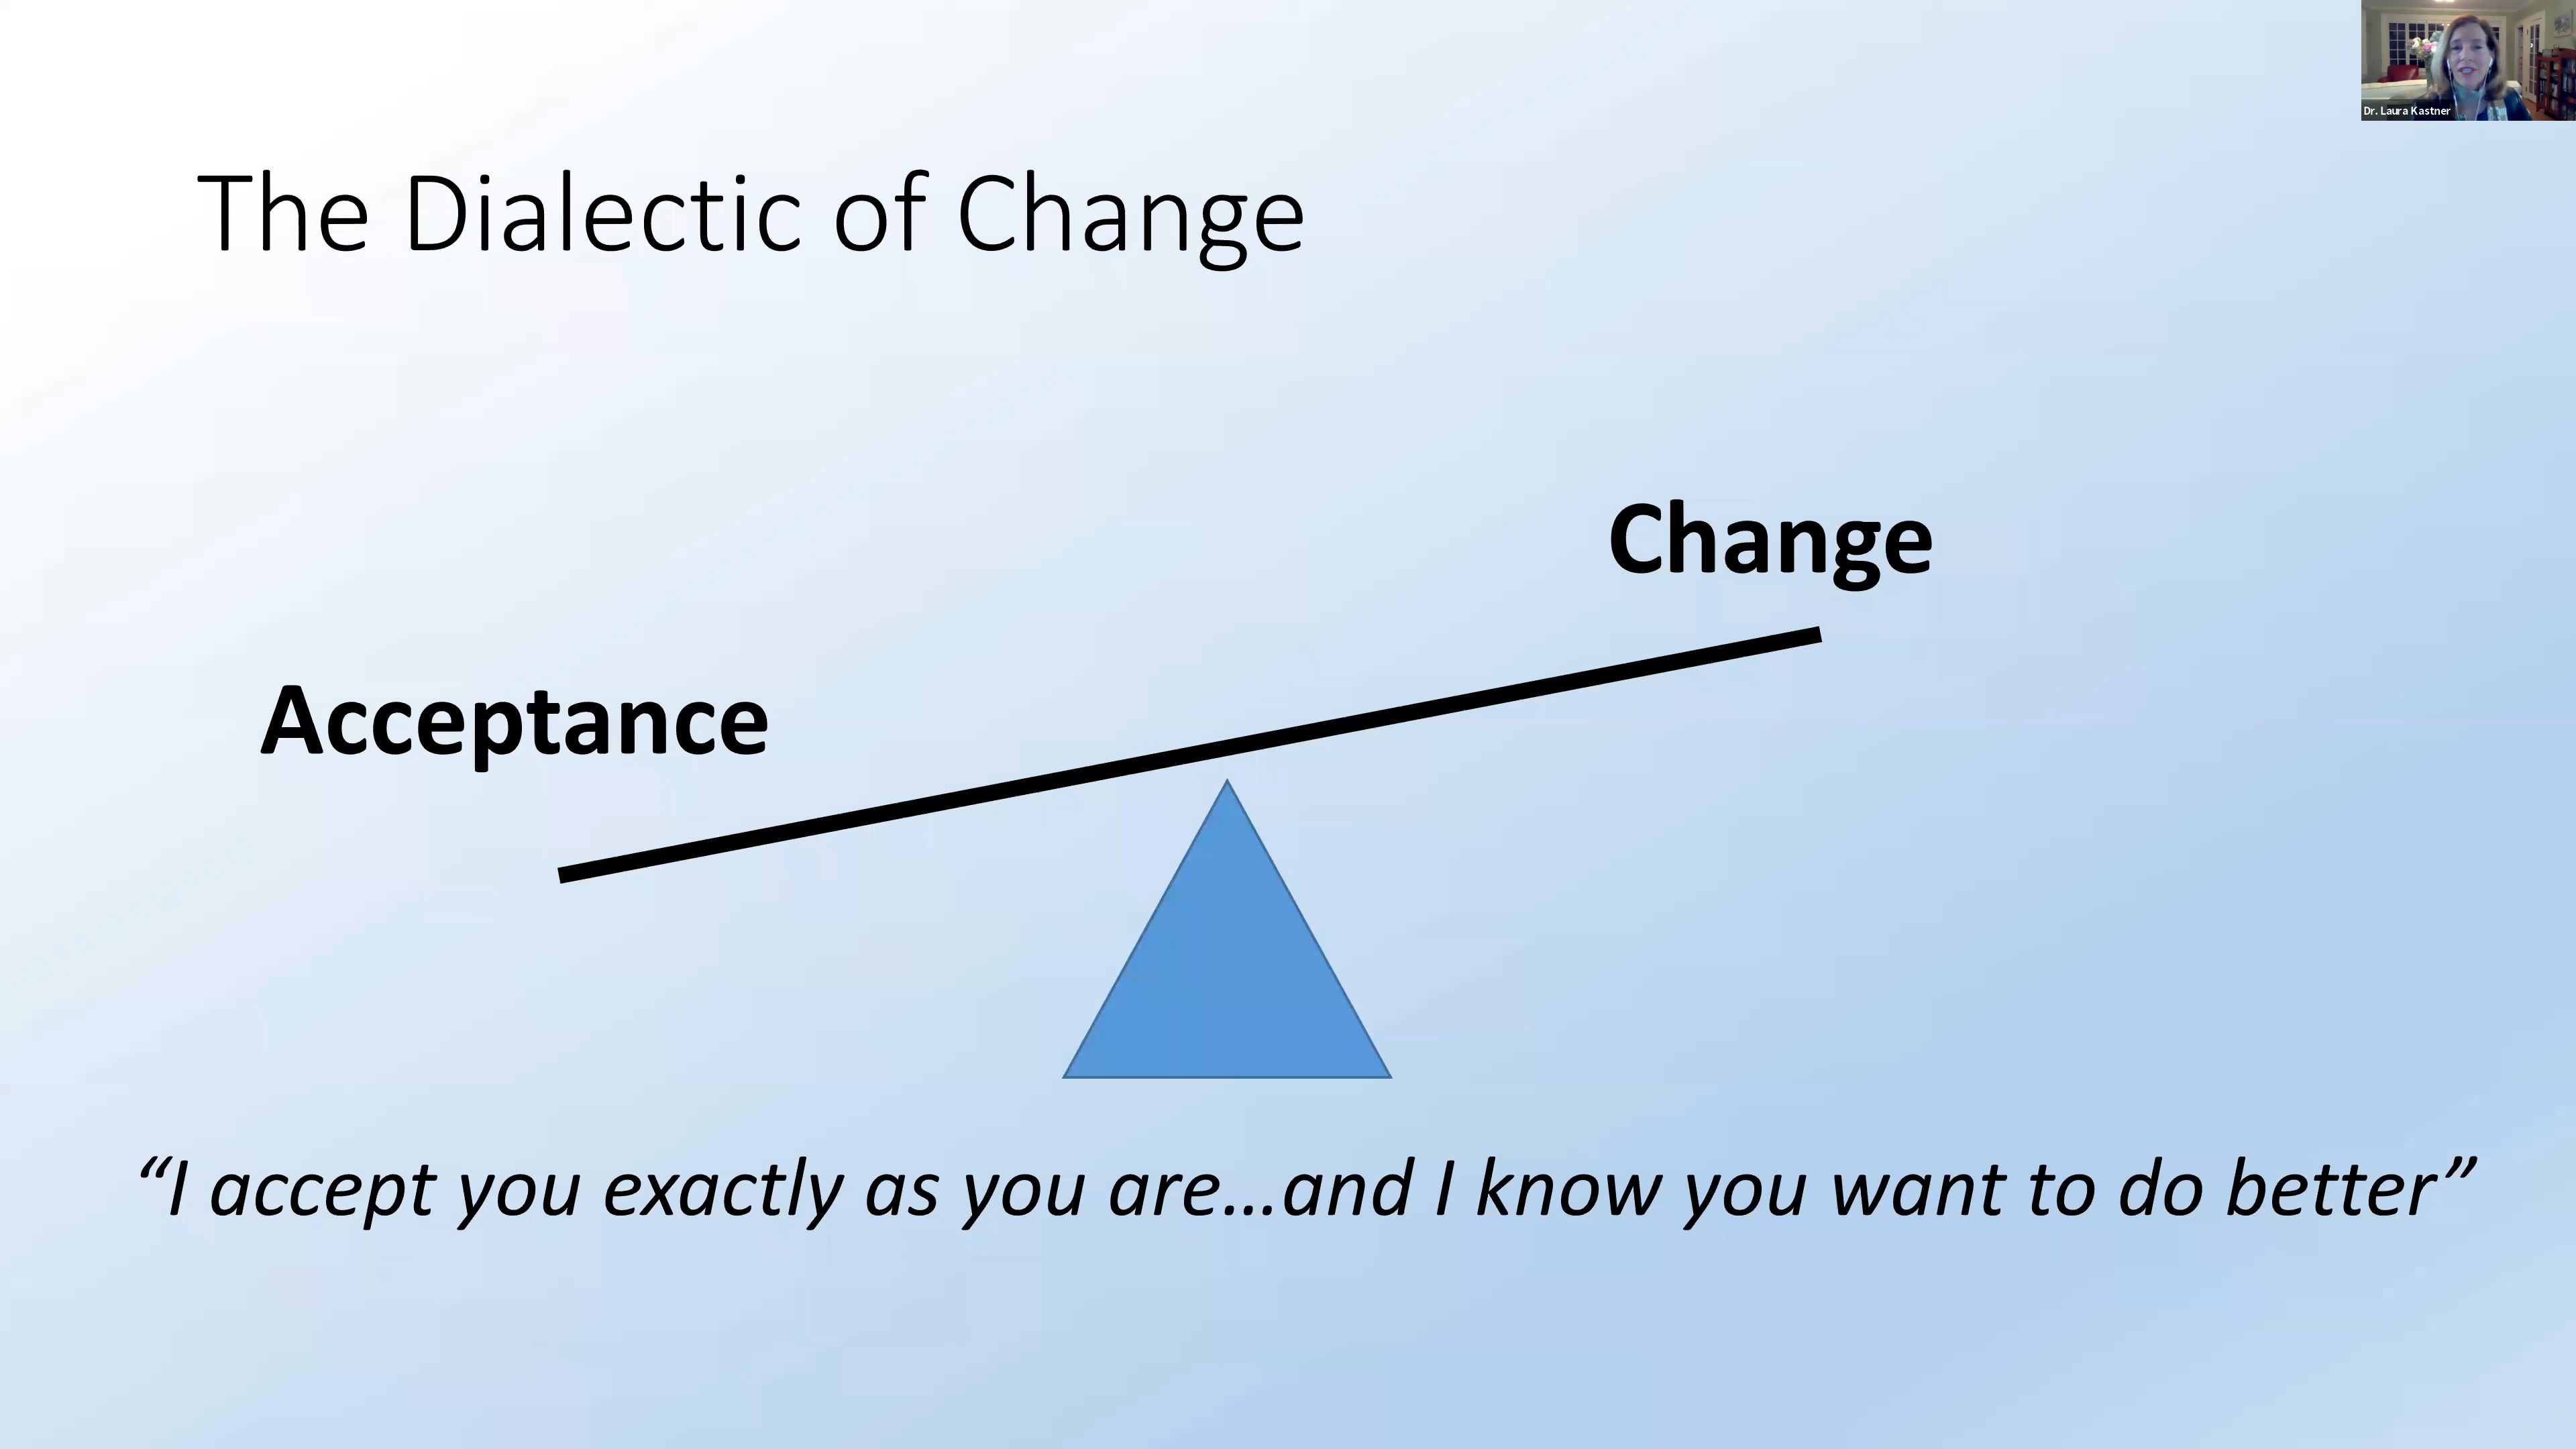 Dr. Laura Kastner
The Dialectic of Change
Change
Acceptance
“I accept you exactly as you are...and I know you want to do better”